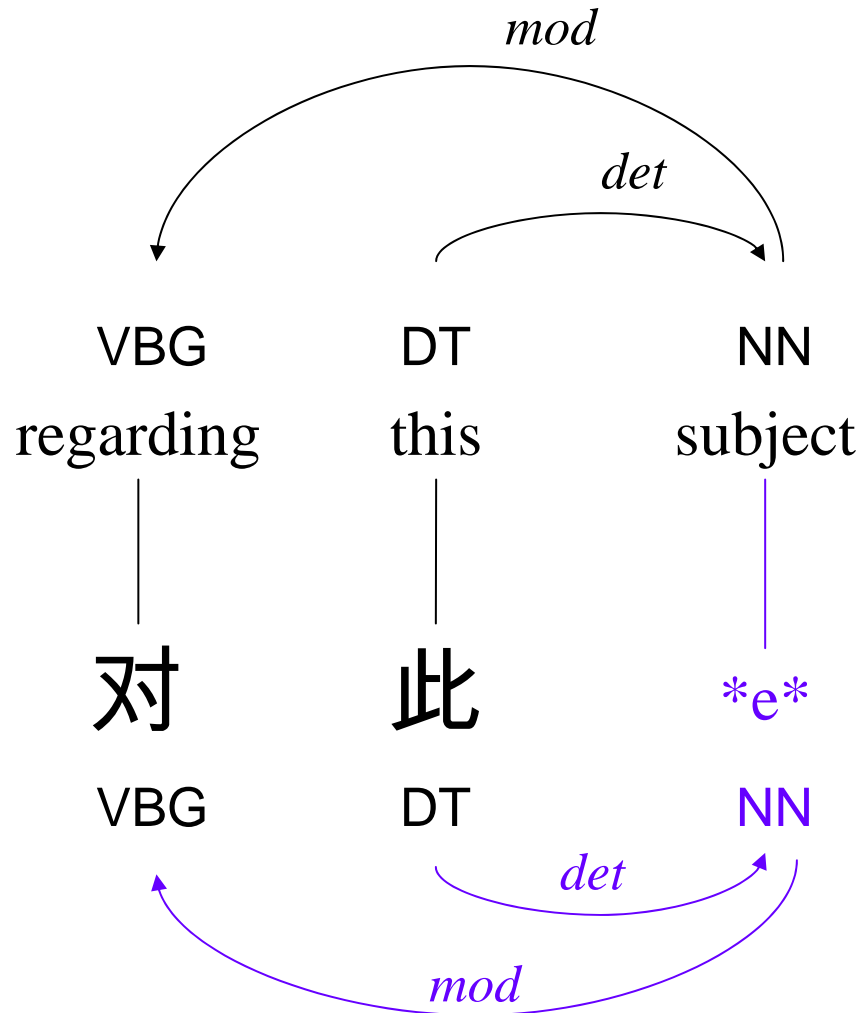 mod
det
VBG DT NN
regarding this subject
对 此 *e*
VBG DT NN
det
mod